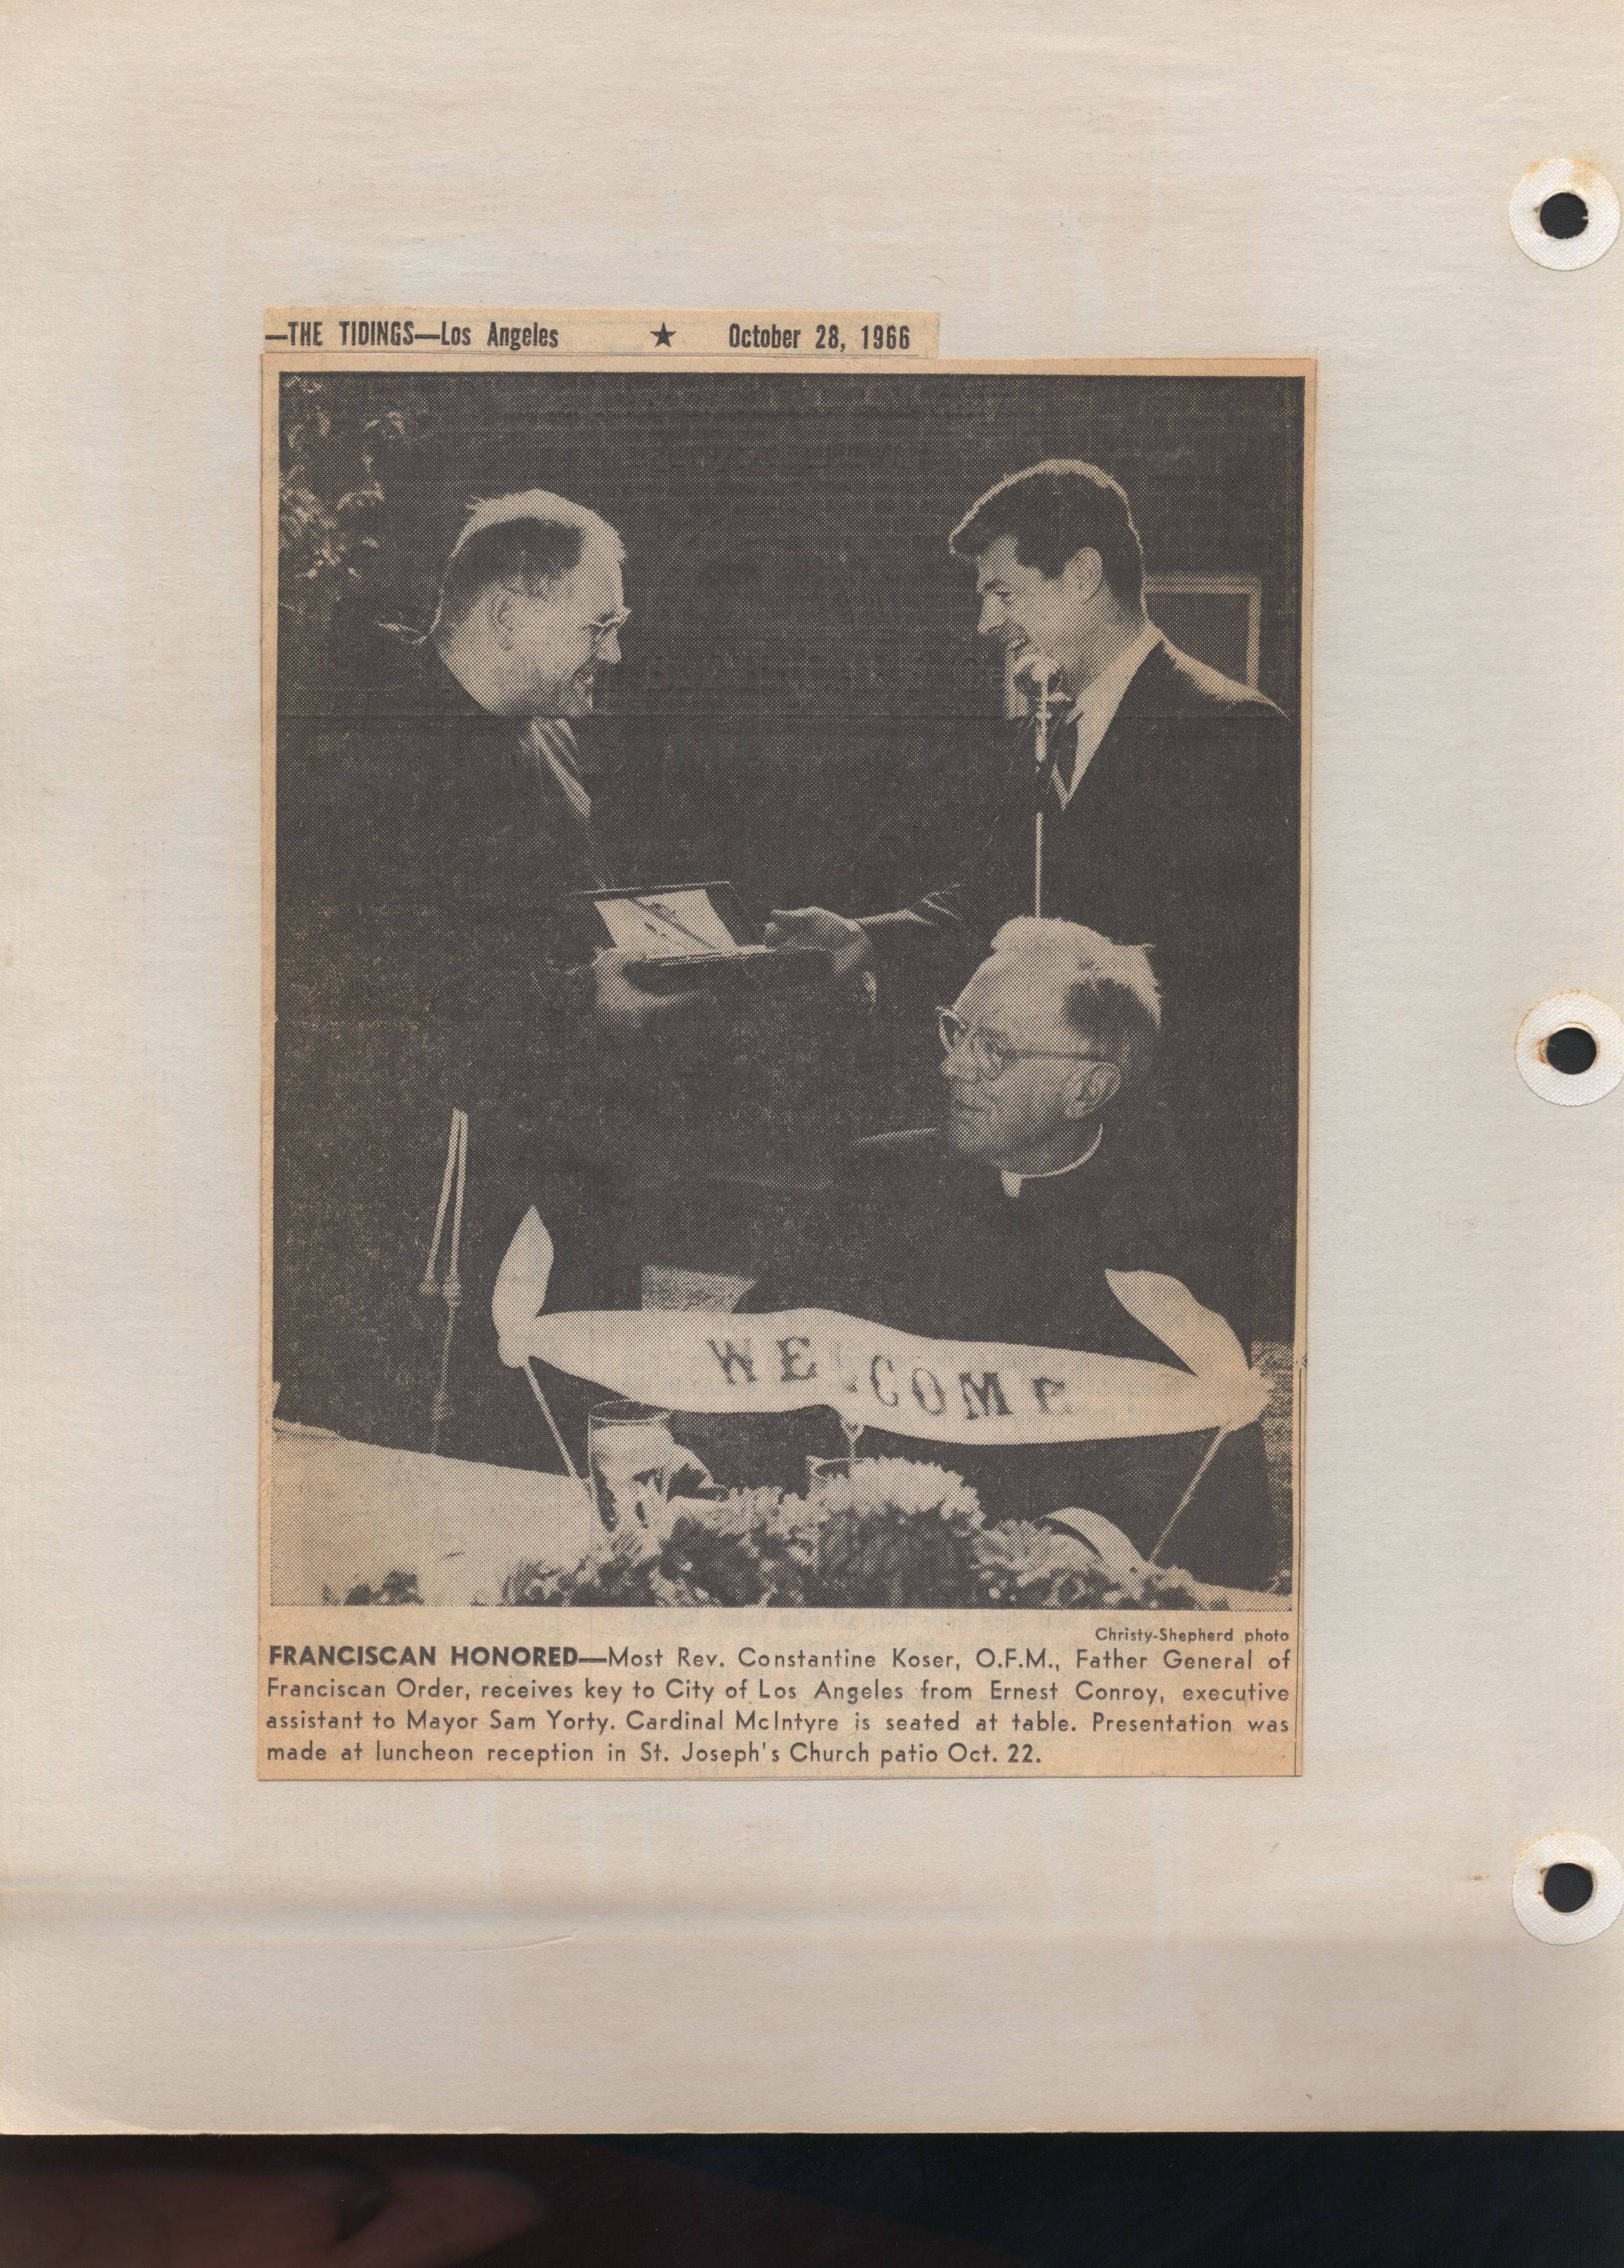 —THE TIDINGS—Los Angeles ★ October 28, 1966
WELCOME
Christy-Shepherd photo
FRANCISCAN HONORED—Most Rev. Constantine Koser, O.F.M., Father General of
Franciscan Order, receives key to City of Los Angeles from Ernest Conroy, executive
assistant to Mayor Sam Yorty. Cardinal McIntyre is seated at table. Presentation was
made at luncheon reception in St. Joseph's Church patio Oct. 22.